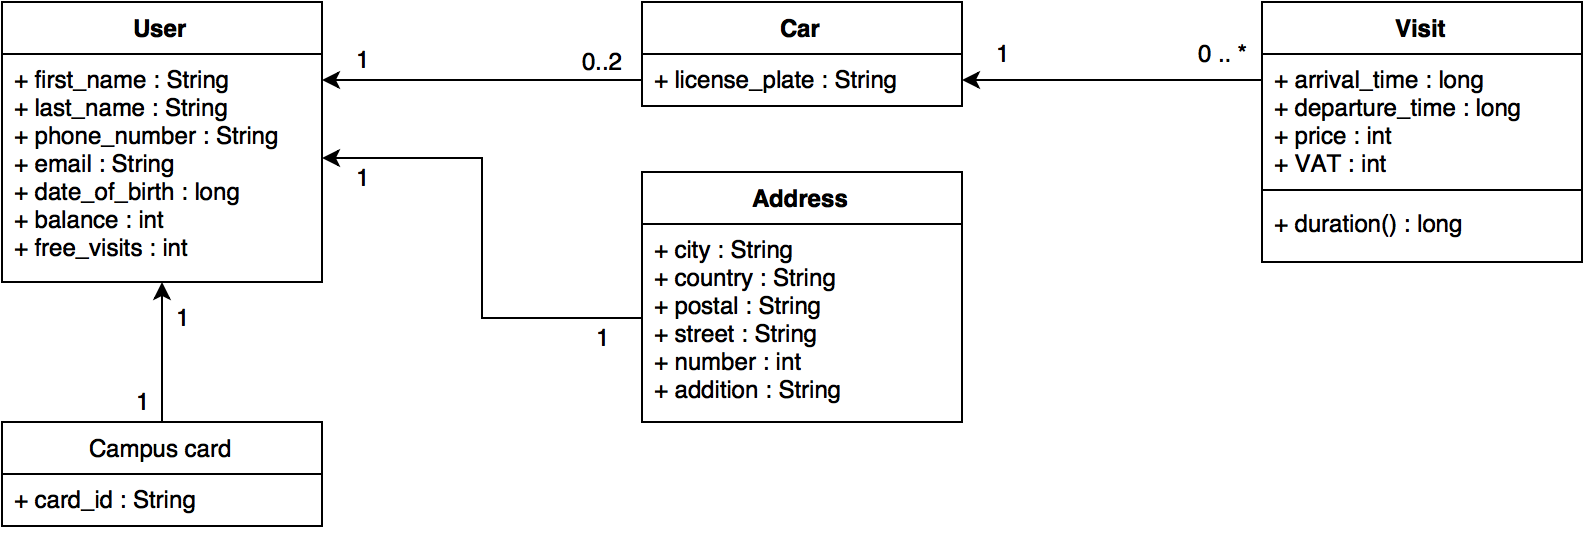 User
+ first_name : String
+ last_name : String
+ phone_number : String
+ email : String
+ date_of_birth : long
+ balance : int
+ free_visits : int
1
0..2
Car
+ license_plate : String
1
0 .. *
Visit
+ arrival_time : long
+ departure_time : long
+ price : int
+ VAT : int
+ duration() : long
1
1
Address
+ city : String
+ country : String
+ postal : String
+ street : String
+ number : int
+ addition : String
1
1
Campus card
+ card_id : String